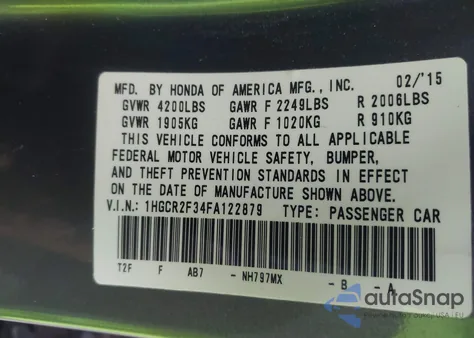 MFD. BY HONDA OF AMERICA MFG., INC. 02/'15
GVWR 4200LBS GAWR F 2249LBS R 2006LBS
GVWR 1905KG GAWR F 1020KG R 910KG
THIS VEHICLE CONFORMS TO ALL APPLICABLE
FEDERAL MOTOR VEHICLE SAFETY, BUMPER,
AND THEFT PREVENTION STANDARDS IN EFFECT
ON THE DATE OF MANUFACTURE SHOWN ABOVE.
V.I.N.: 1HGCR2F34FA122879 TYPE: PASSENGER CAR
T2F F AB7 - NH797MX - B - A
autoSnap